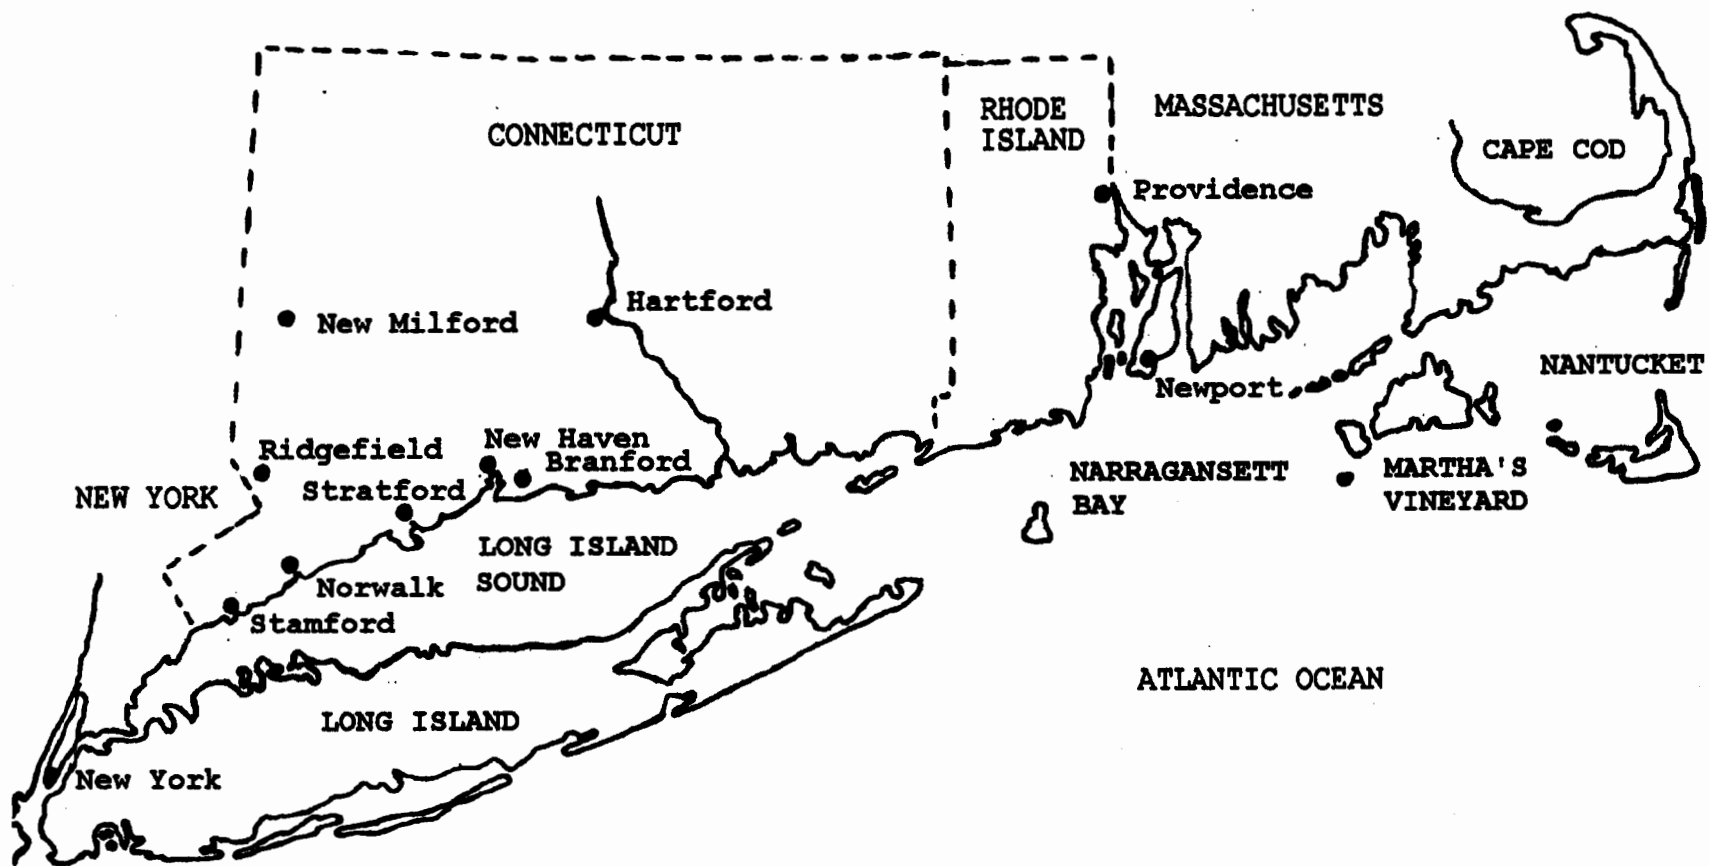 CONNECTICUT
RHODE
ISLAND
MASSACHUSETTS
CAPE COD
Providence
Hartford
New Milford
Newport
NANTUCKET
Ridgefield
New Haven
Branford
Stratford
NEW YORK
NARRAGANSETT
BAY
MARTHA'S
VINEYARD
LONG ISLAND
SOUND
Norwalk
Stamford
ATLANTIC OCEAN
LONG ISLAND
New York